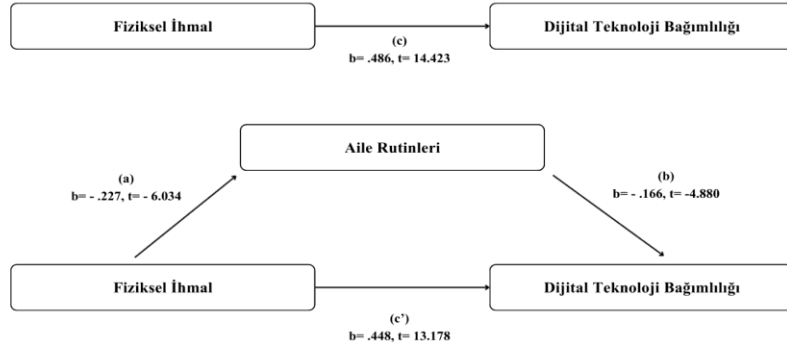 Fiziksel İhmal
Dijital Teknoloji Bağımlılığı
(c)
b= .486, t= 14.423
Aile Rutinleri
(a)
b= - .227, t= - 6.034
(b)
b= - .166, t= -4.880
Fiziksel İhmal
Dijital Teknoloji Bağımlılığı
(c’)
b= .448, t= 13.178